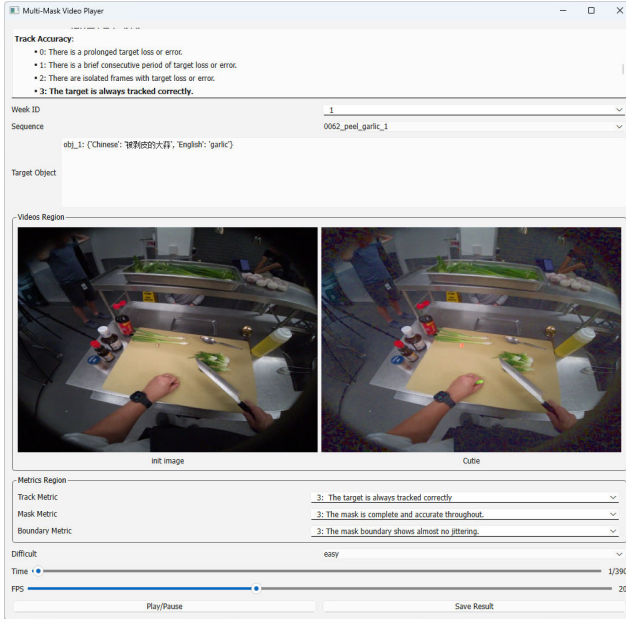 Multi-Mask Video Player
Track Accuracy:
• 0: There is a prolonged target loss or error.
• 1: There is a brief consecutive period of target loss or error.
• 2: There are isolated frames with target loss or error.
• 3: The target is always tracked correctly.
Week ID
1
Sequence
0062_peel_garlic_1
Target Object
obj_1: {'Chinese': '被剥皮的大蒜', 'English': 'garlic'}
Videos Region
init image
Cutie
Metrics Region
Track Metric
3: The target is always tracked correctly
Mask Metric
3: The mask is complete and accurate throughout.
Boundary Metric
3: The mask boundary shows almost no jittering.
Difficult
easy
Time
1/390
FPS
20
Play/Pause
Save Result